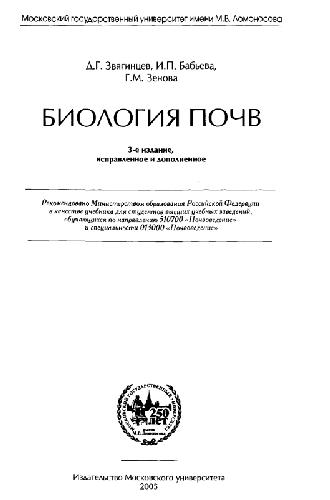 Московский государственный университет имени М.В. Ломоносова
Д.Г. Звягинцев, И.П. Бабьева,
Г.М. Зенова
БИОЛОГИЯ ПОЧВ
3-е издание,
исправленное и дополненное
Рекомендовано Министерством образования Российской Федерации
в качестве учебника для студентов высших учебных заведений,
обучающихся по направлению 510700 «Почвоведение»
и специальности 013000 «Почвоведение»
250
ЛЕТ
Издательство Московского университета
2005